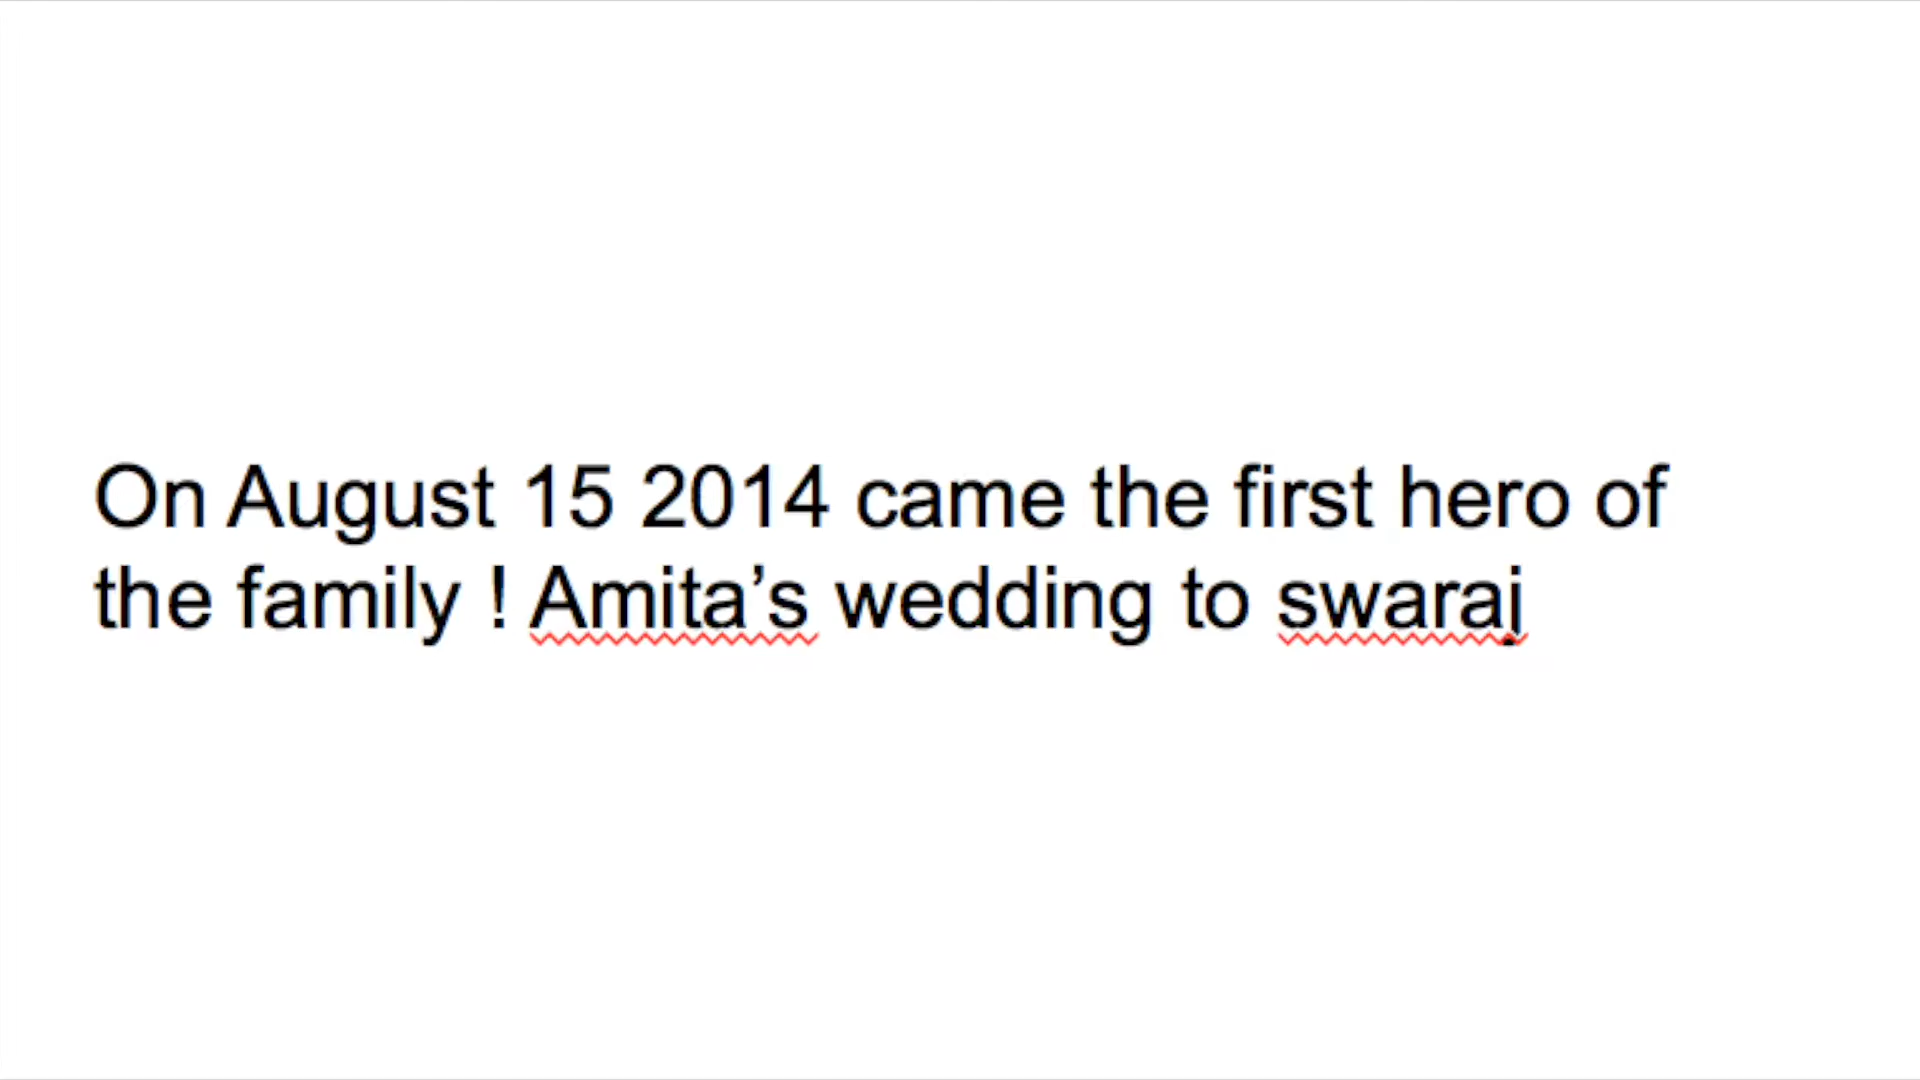 On August 15 2014 came the first hero of
the family ! Amita’s wedding to swaraj